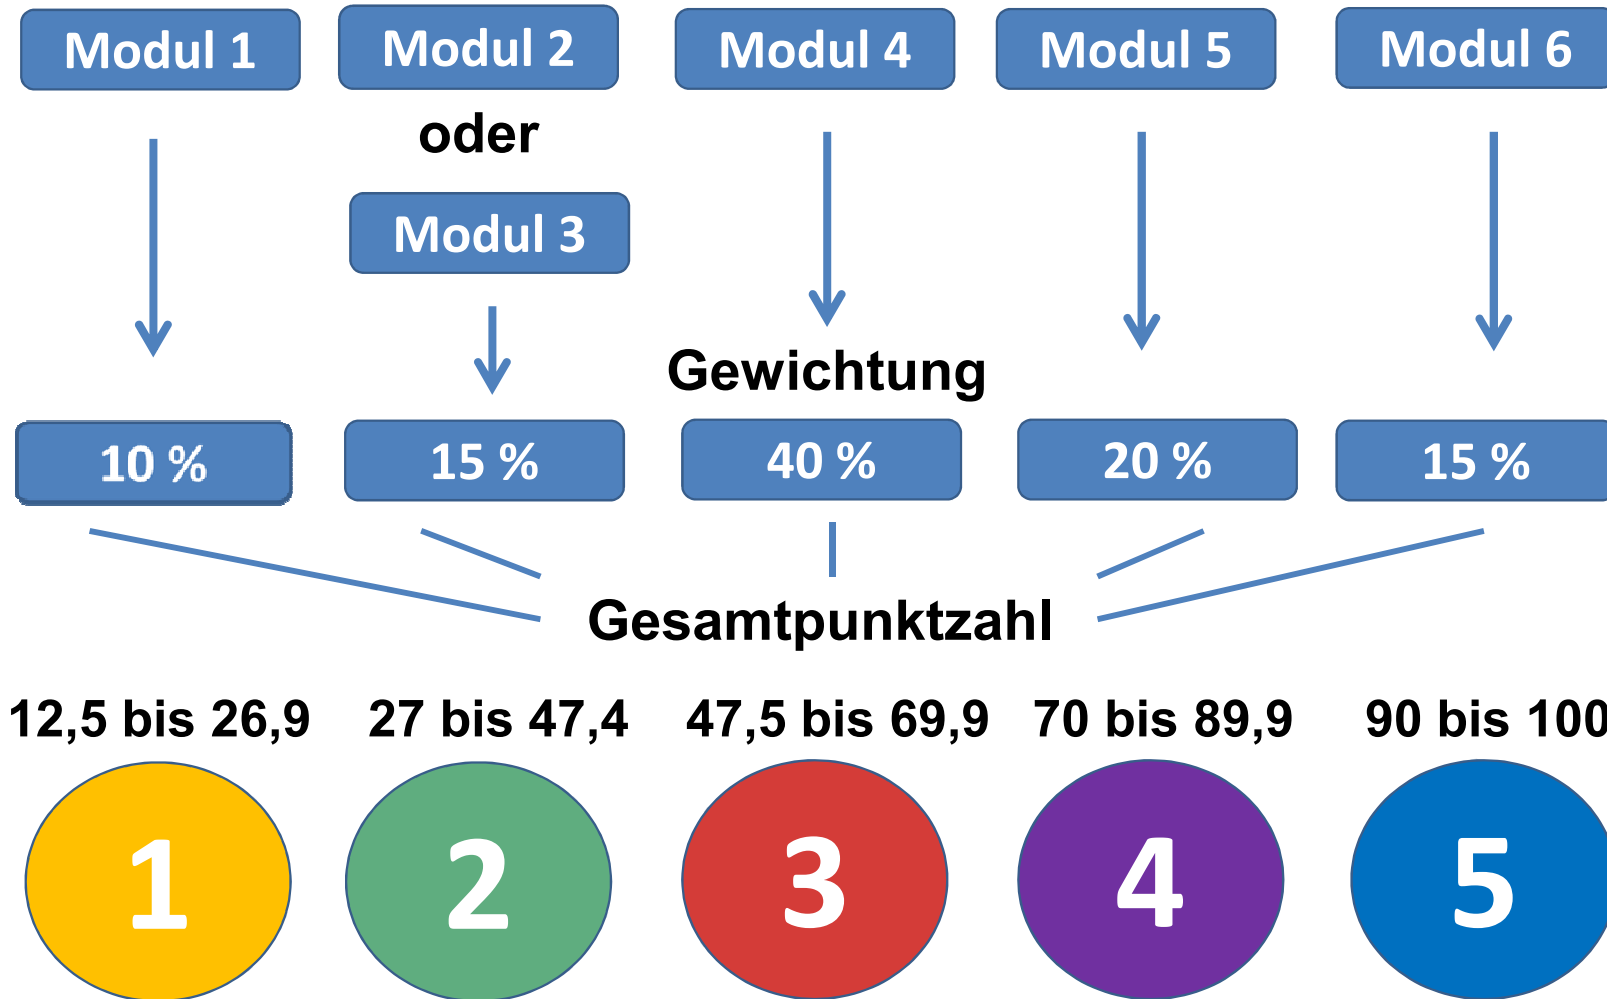 Modul 1 Modul 2 Modul 4 Modul 5 Modul 6
oder
Modul 3
Gewichtung
10 % 15 % 40 % 20 % 15 %
Gesamtpunktzahl
12,5 bis 26,9 27 bis 47,4 47,5 bis 69,9 70 bis 89,9 90 bis 100
1 2 3 4 5